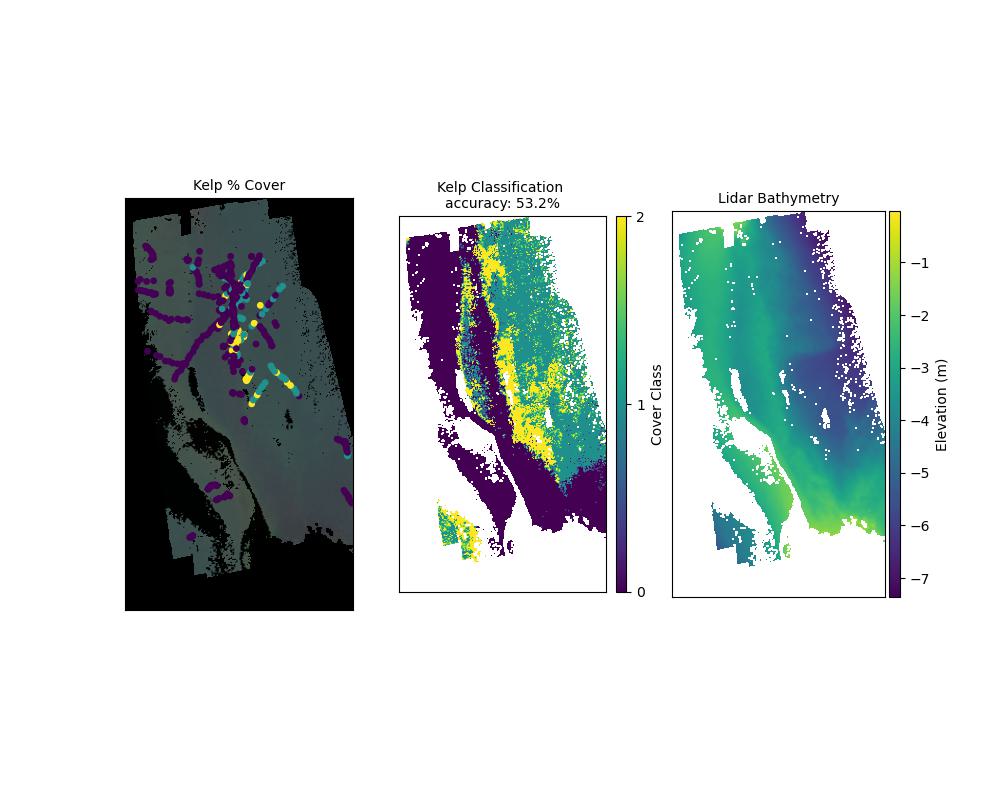 Kelp % Cover
Kelp Classification
accuracy: 53.2%
2
1
0
Cover Class
Lidar Bathymetry
−1
−2
−3
−4
−5
−6
−7
Elevation (m)